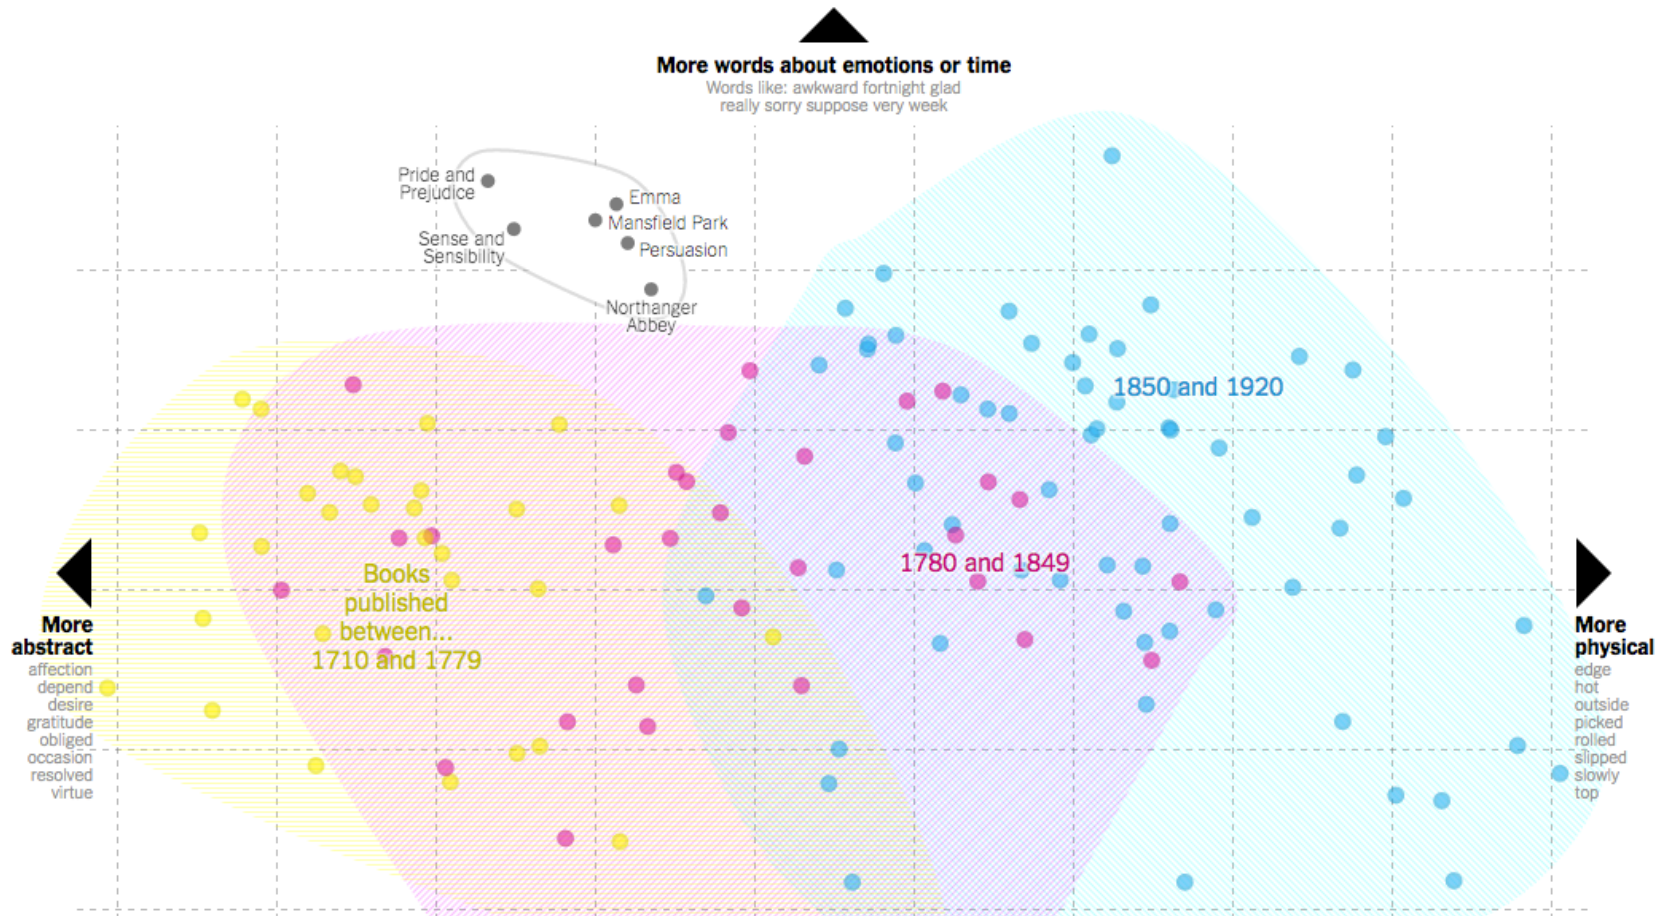 More words about emotions or time
Words like: awkward fortnight glad
really sorry suppose very week
Pride and
Prejudice
Emma
Mansfield Park
Sense and
Sensibility
Persuasion
Northanger
Abbey
1850 and 1920
1780 and 1849
Books
published
between...
1710 and 1779
More
abstract
affection
depend
desire
gratitude
obliged
occasion
resolved
virtue
More
physical
edge
hot
outside
picked
rolled
slipped
slowly
top